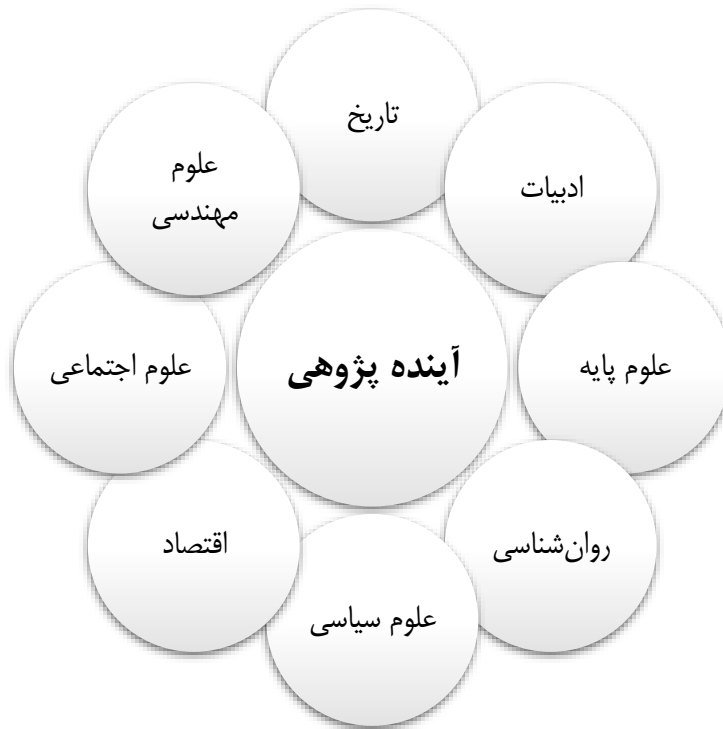 تاریخ
ادبیات
علوم
مهندسی
آینده پژوهی
علوم پایه
علوم اجتماعی
روان‌شناسی
اقتصاد
علوم سیاسی